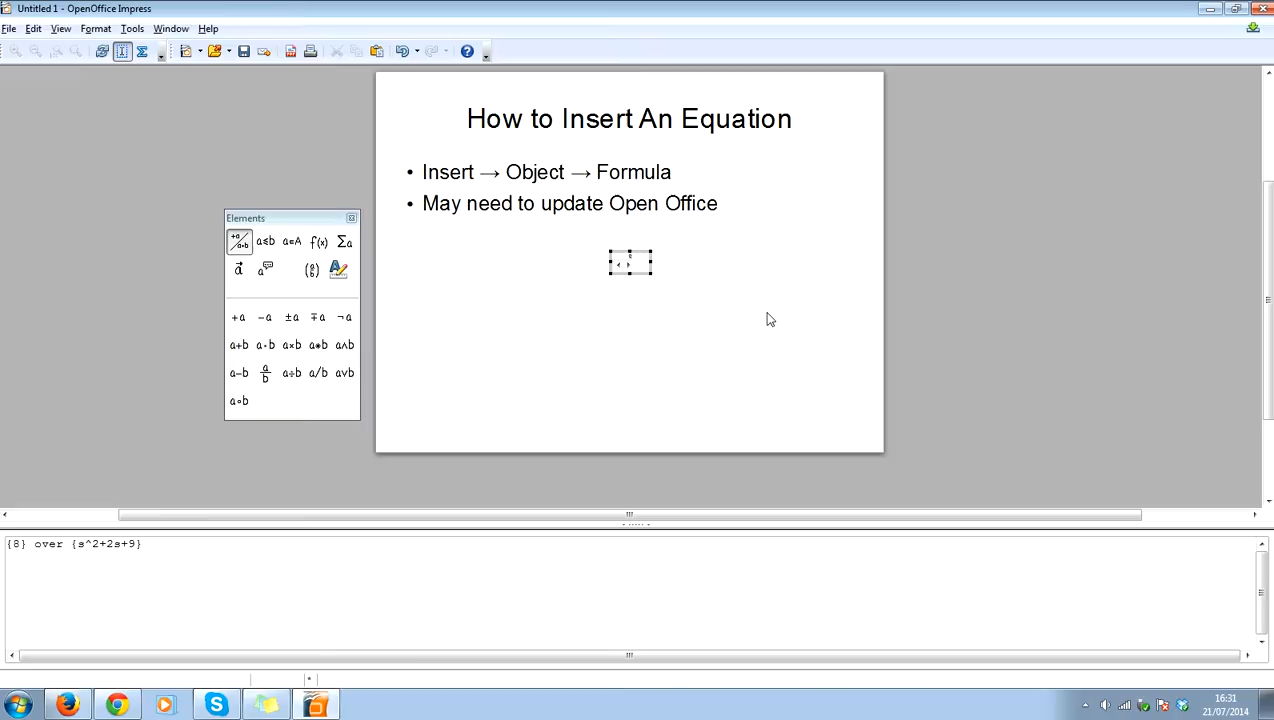 Untitled 1 - OpenOffice Impress
File Edit View Format Tools Window Help
How to Insert An Equation
• Insert → Object → Formula
• May need to update Open Office
Elements
+a/a∘b a≤b a∈A f(x) Σa
a⃗ a (a b)
+a -a ±a ∓a ¬a
a+b a·b a×b a∗b a∧b
a−b a/b a÷b a/b a∨b
a∘b
{8} over {s^2+2s+9}
*
16:31
21/07/2014